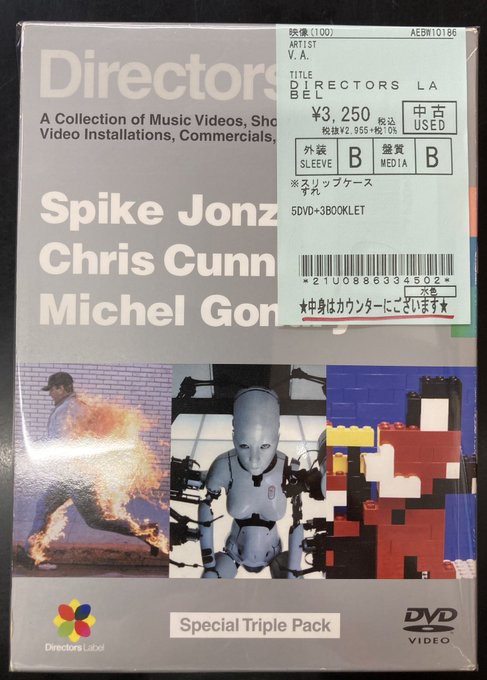 Directors
A Collection of Music Videos, Sho
Video Installations, Commercials,
Spike Jonz
Chris Cunn
Michel Gondry
映像(100) AEBW10186
ARTIST
V.A.
TITLE
DIRECTORS LA
BEL
¥3,250 税込
税抜¥2,955+税10%
中古
USED
外装
SLEEVE
B
盤質
MEDIA
B
※スリップケース
すれ
5DVD+3BOOKLET
*21U0886334502*
水色
★中身はカウンターにございます★
Directors Label
Special Triple Pack
DVD
VIDEO